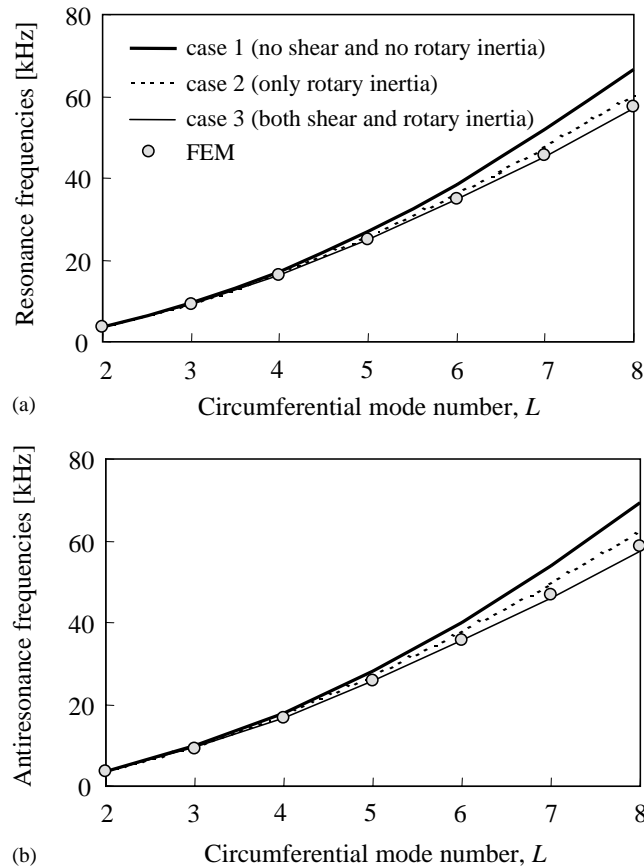 80
60
40
20
0
Resonance frequencies [kHz]
case 1 (no shear and no rotary inertia)
case 2 (only rotary inertia)
case 3 (both shear and rotary inertia)
FEM
2 3 4 5 6 7 8
(a)
Circumferential mode number, L
80
60
40
20
0
Antiresonance frequencies [kHz]
2 3 4 5 6 7 8
(b)
Circumferential mode number, L